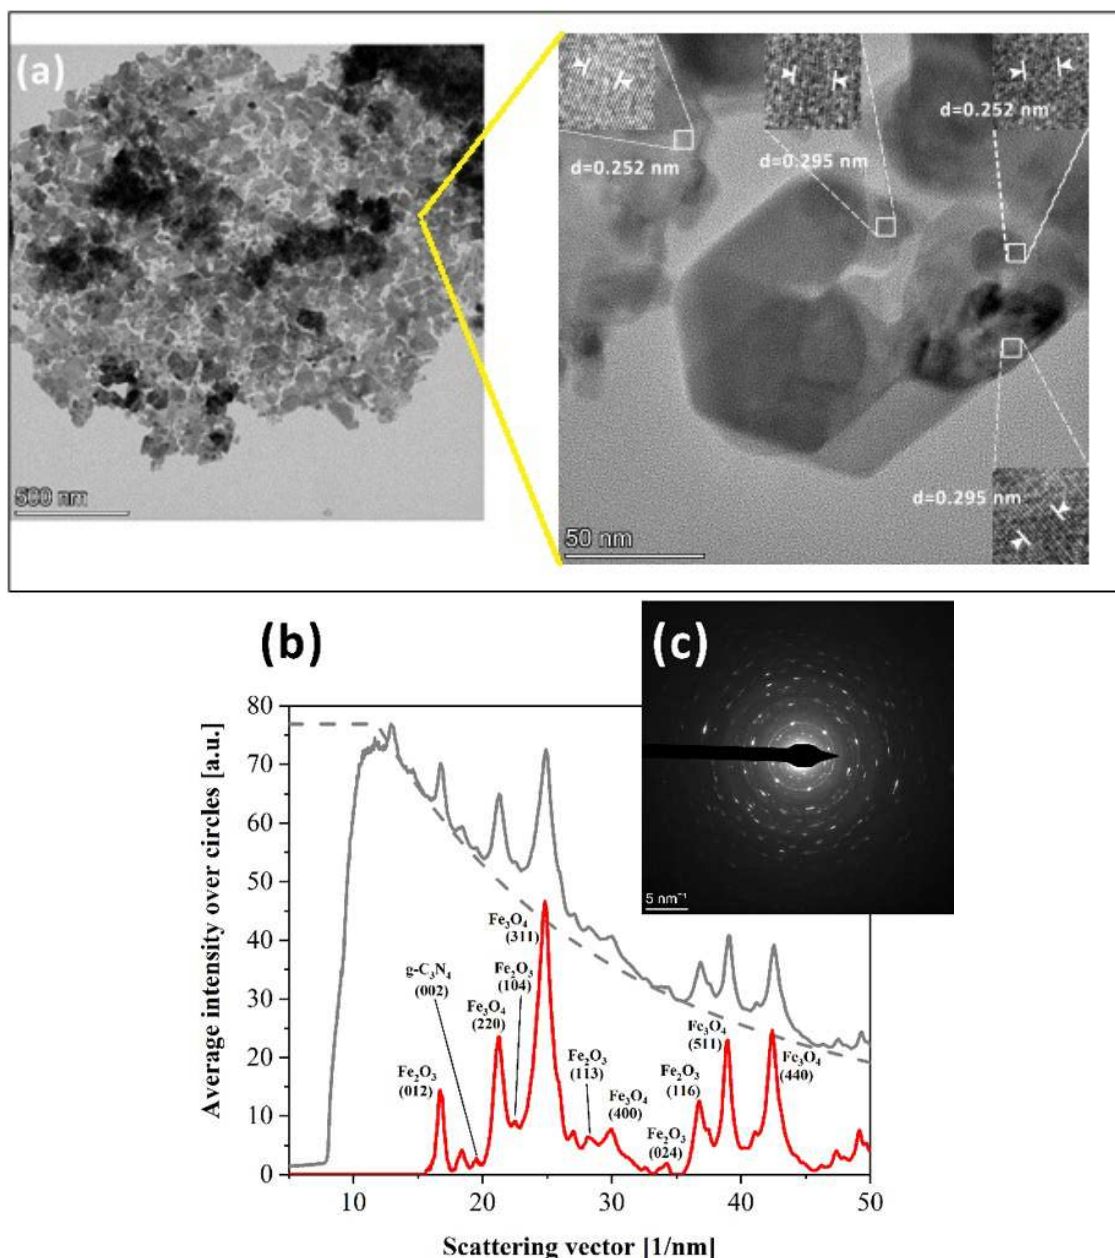 (a)
500 nm
d=0.252 nm
d=0.295 nm
d=0.252 nm
d=0.295 nm
50 nm
(b)
(c)
5 nm⁻¹
Average intensity over circles [a.u.]
80
70
60
50
40
30
20
10
0
Fe₂O₃
(012)
g-C₃N₄
(002)
Fe₃O₄
(220)
Fe₂O₃
(104)
Fe₃O₄
(311)
Fe₂O₃
(113)
Fe₃O₄
(400)
Fe₂O₃
(024)
Fe₂O₃
(116)
Fe₃O₄
(511)
Fe₃O₄
(440)
10
20
30
40
50
Scattering vector [1/nm]